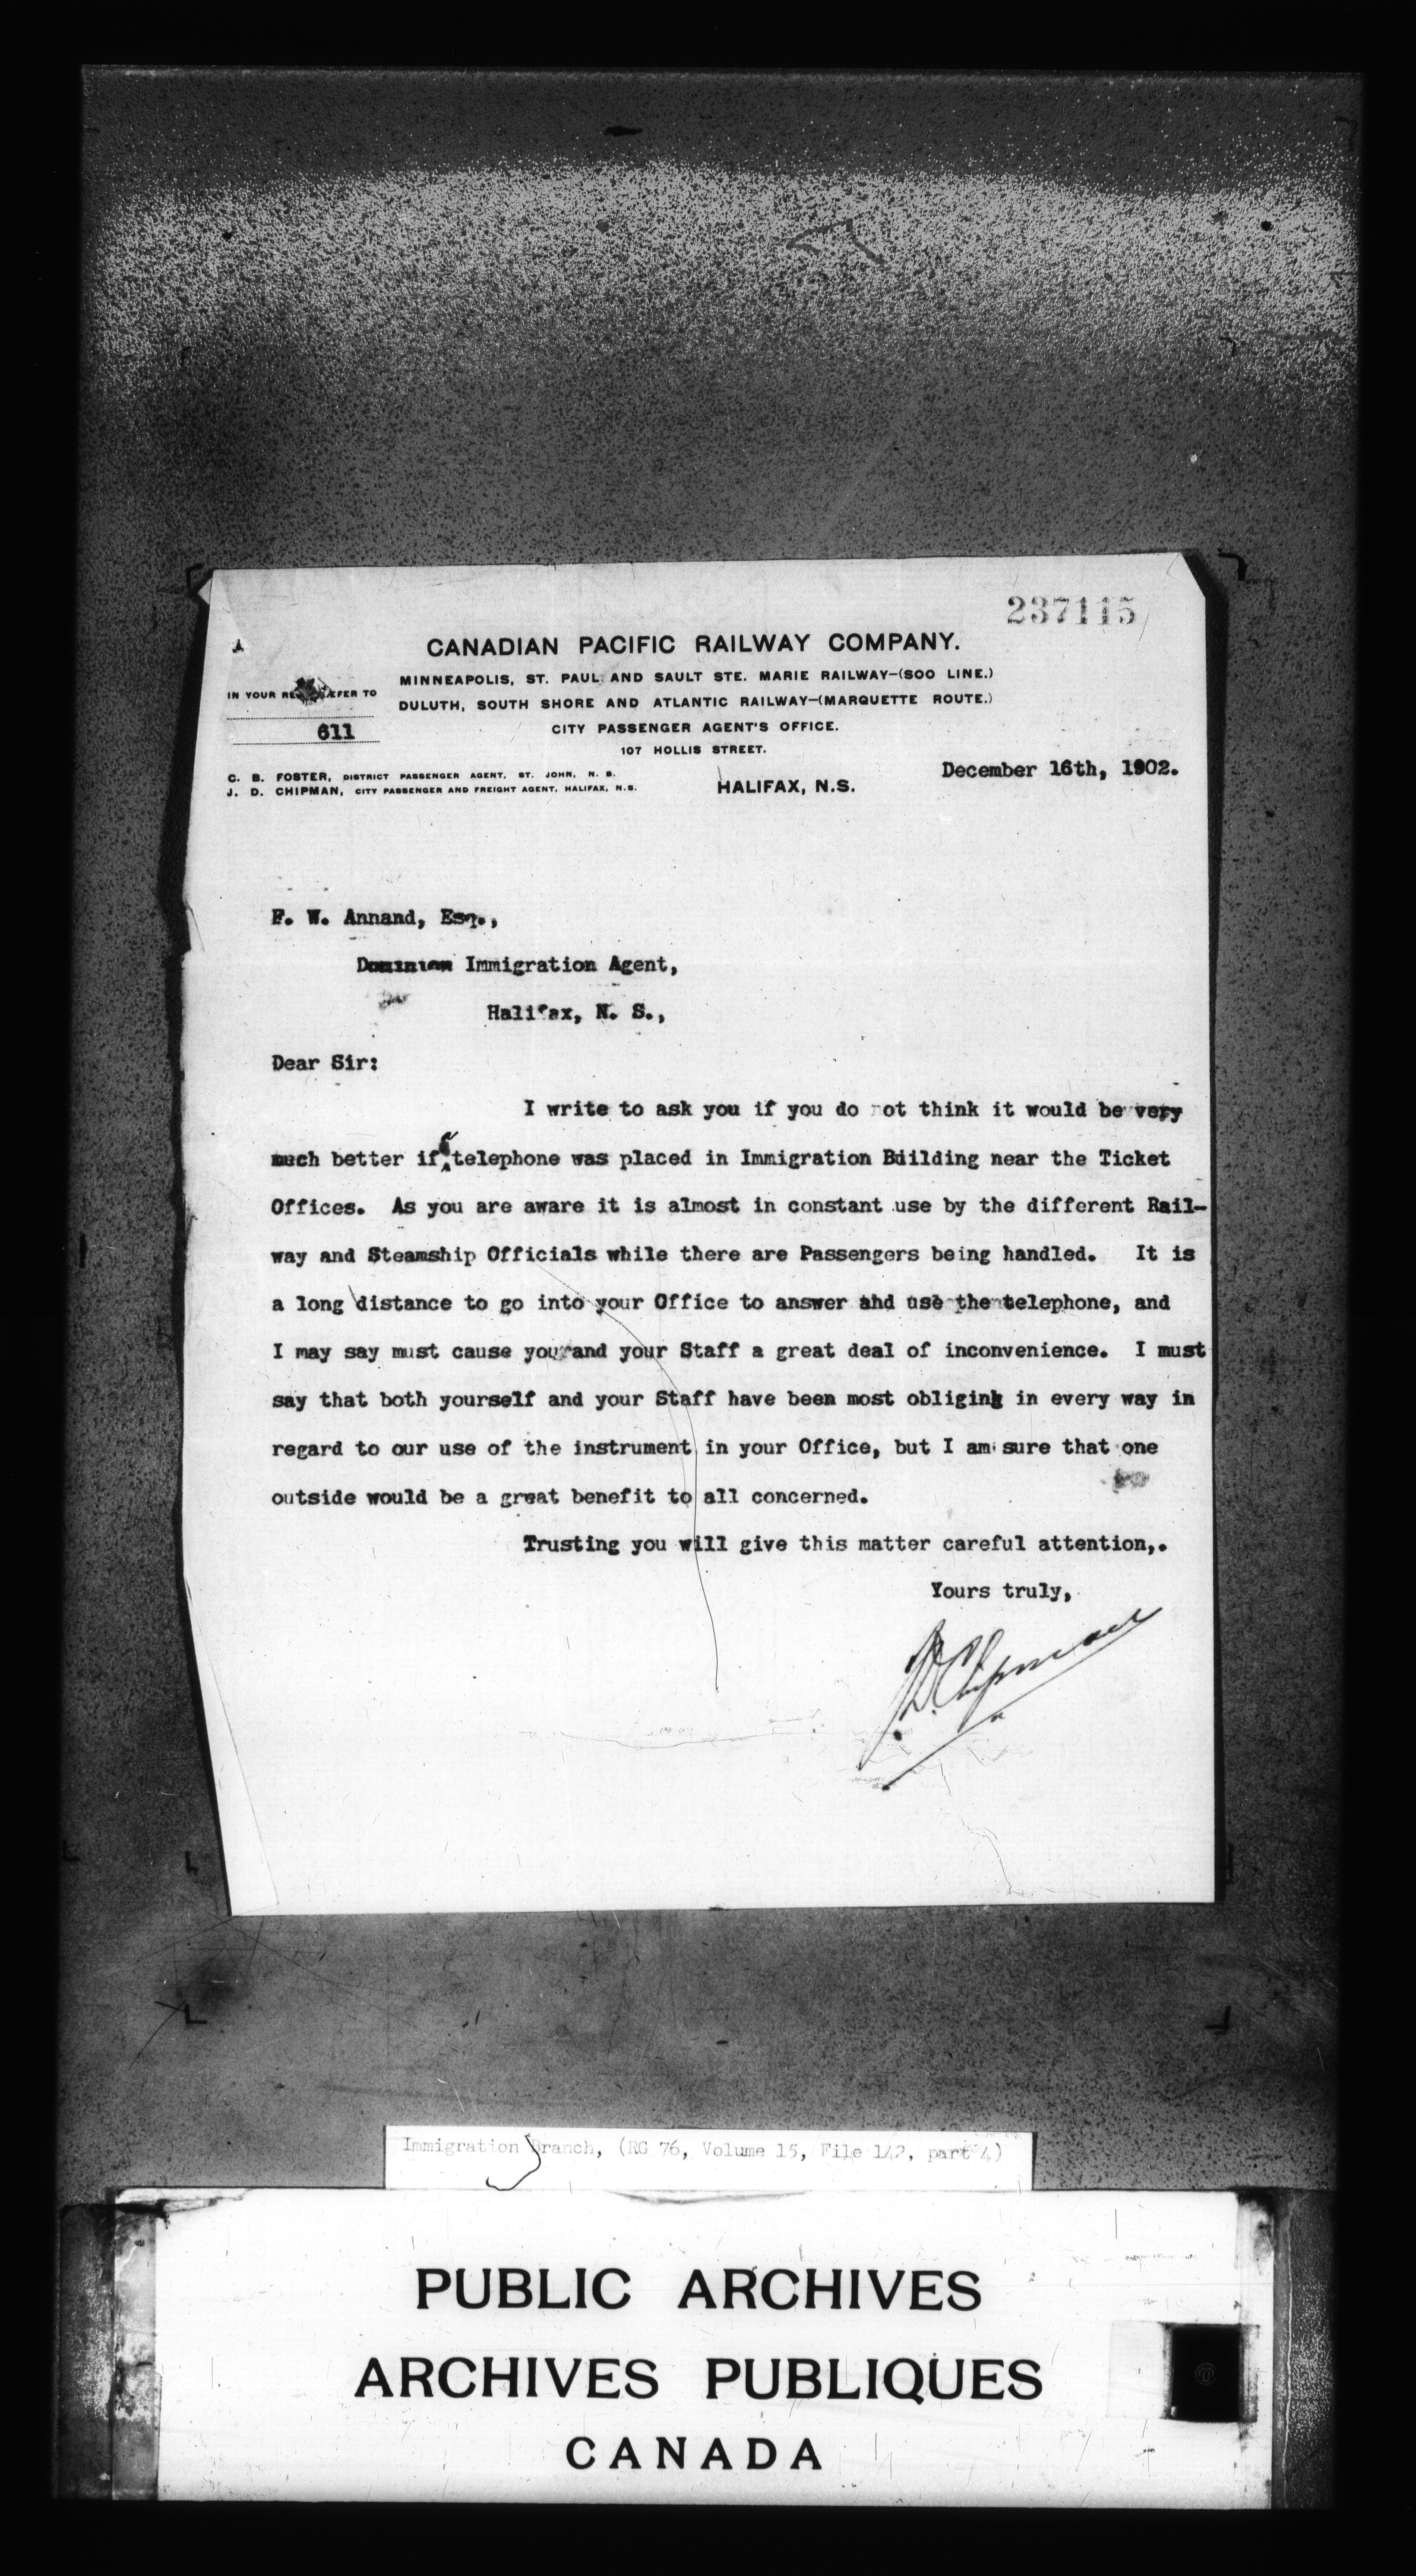 237115
CANADIAN PACIFIC RAILWAY COMPANY.
MINNEAPOLIS, ST. PAUL AND SAULT STE. MARIE RAILWAY—(SOO LINE.)
IN YOUR REFER TO
DULUTH, SOUTH SHORE AND ATLANTIC RAILWAY—(MARQUETTE ROUTE.)
611
CITY PASSENGER AGENT'S OFFICE.
107 HOLLIS STREET.
C. B. FOSTER, DISTRICT PASSENGER AGENT, ST. JOHN, N. B.
J. D. CHIPMAN, CITY PASSENGER AND FREIGHT AGENT, HALIFAX, N.S.
HALIFAX, N.S.
December 16th, 1902.
F. W. Annand, Esq.,
Dominion Immigration Agent,
Halifax, N. S.,
Dear Sir:
I write to ask you if you do not think it would be very
much better if a telephone was placed in Immigration Building near the Ticket
Offices. As you are aware it is almost in constant use by the different Rail-
way and Steamship Officials while there are Passengers being handled. It is
a long distance to go into your Office to answer and use the telephone, and
I may say must cause you and your Staff a great deal of inconvenience. I must
say that both yourself and your Staff have been most obliging in every way in
regard to our use of the instrument in your Office, but I am sure that one
outside would be a great benefit to all concerned.
Trusting you will give this matter careful attention,.
Yours truly,
J. D. Chipman
Immigration Branch, (RG 76, Volume 15, File 142, part 4)
PUBLIC ARCHIVES
ARCHIVES PUBLIQUES
CANADA